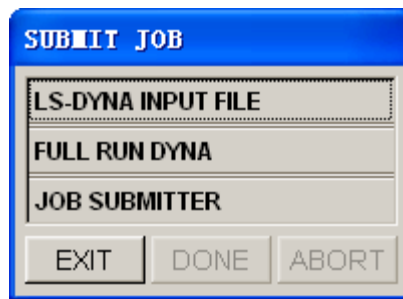 SUBMIT JOB
LS-DYNA INPUT FILE
FULL RUN DYNA
JOB SUBMITTER
EXIT DONE ABORT